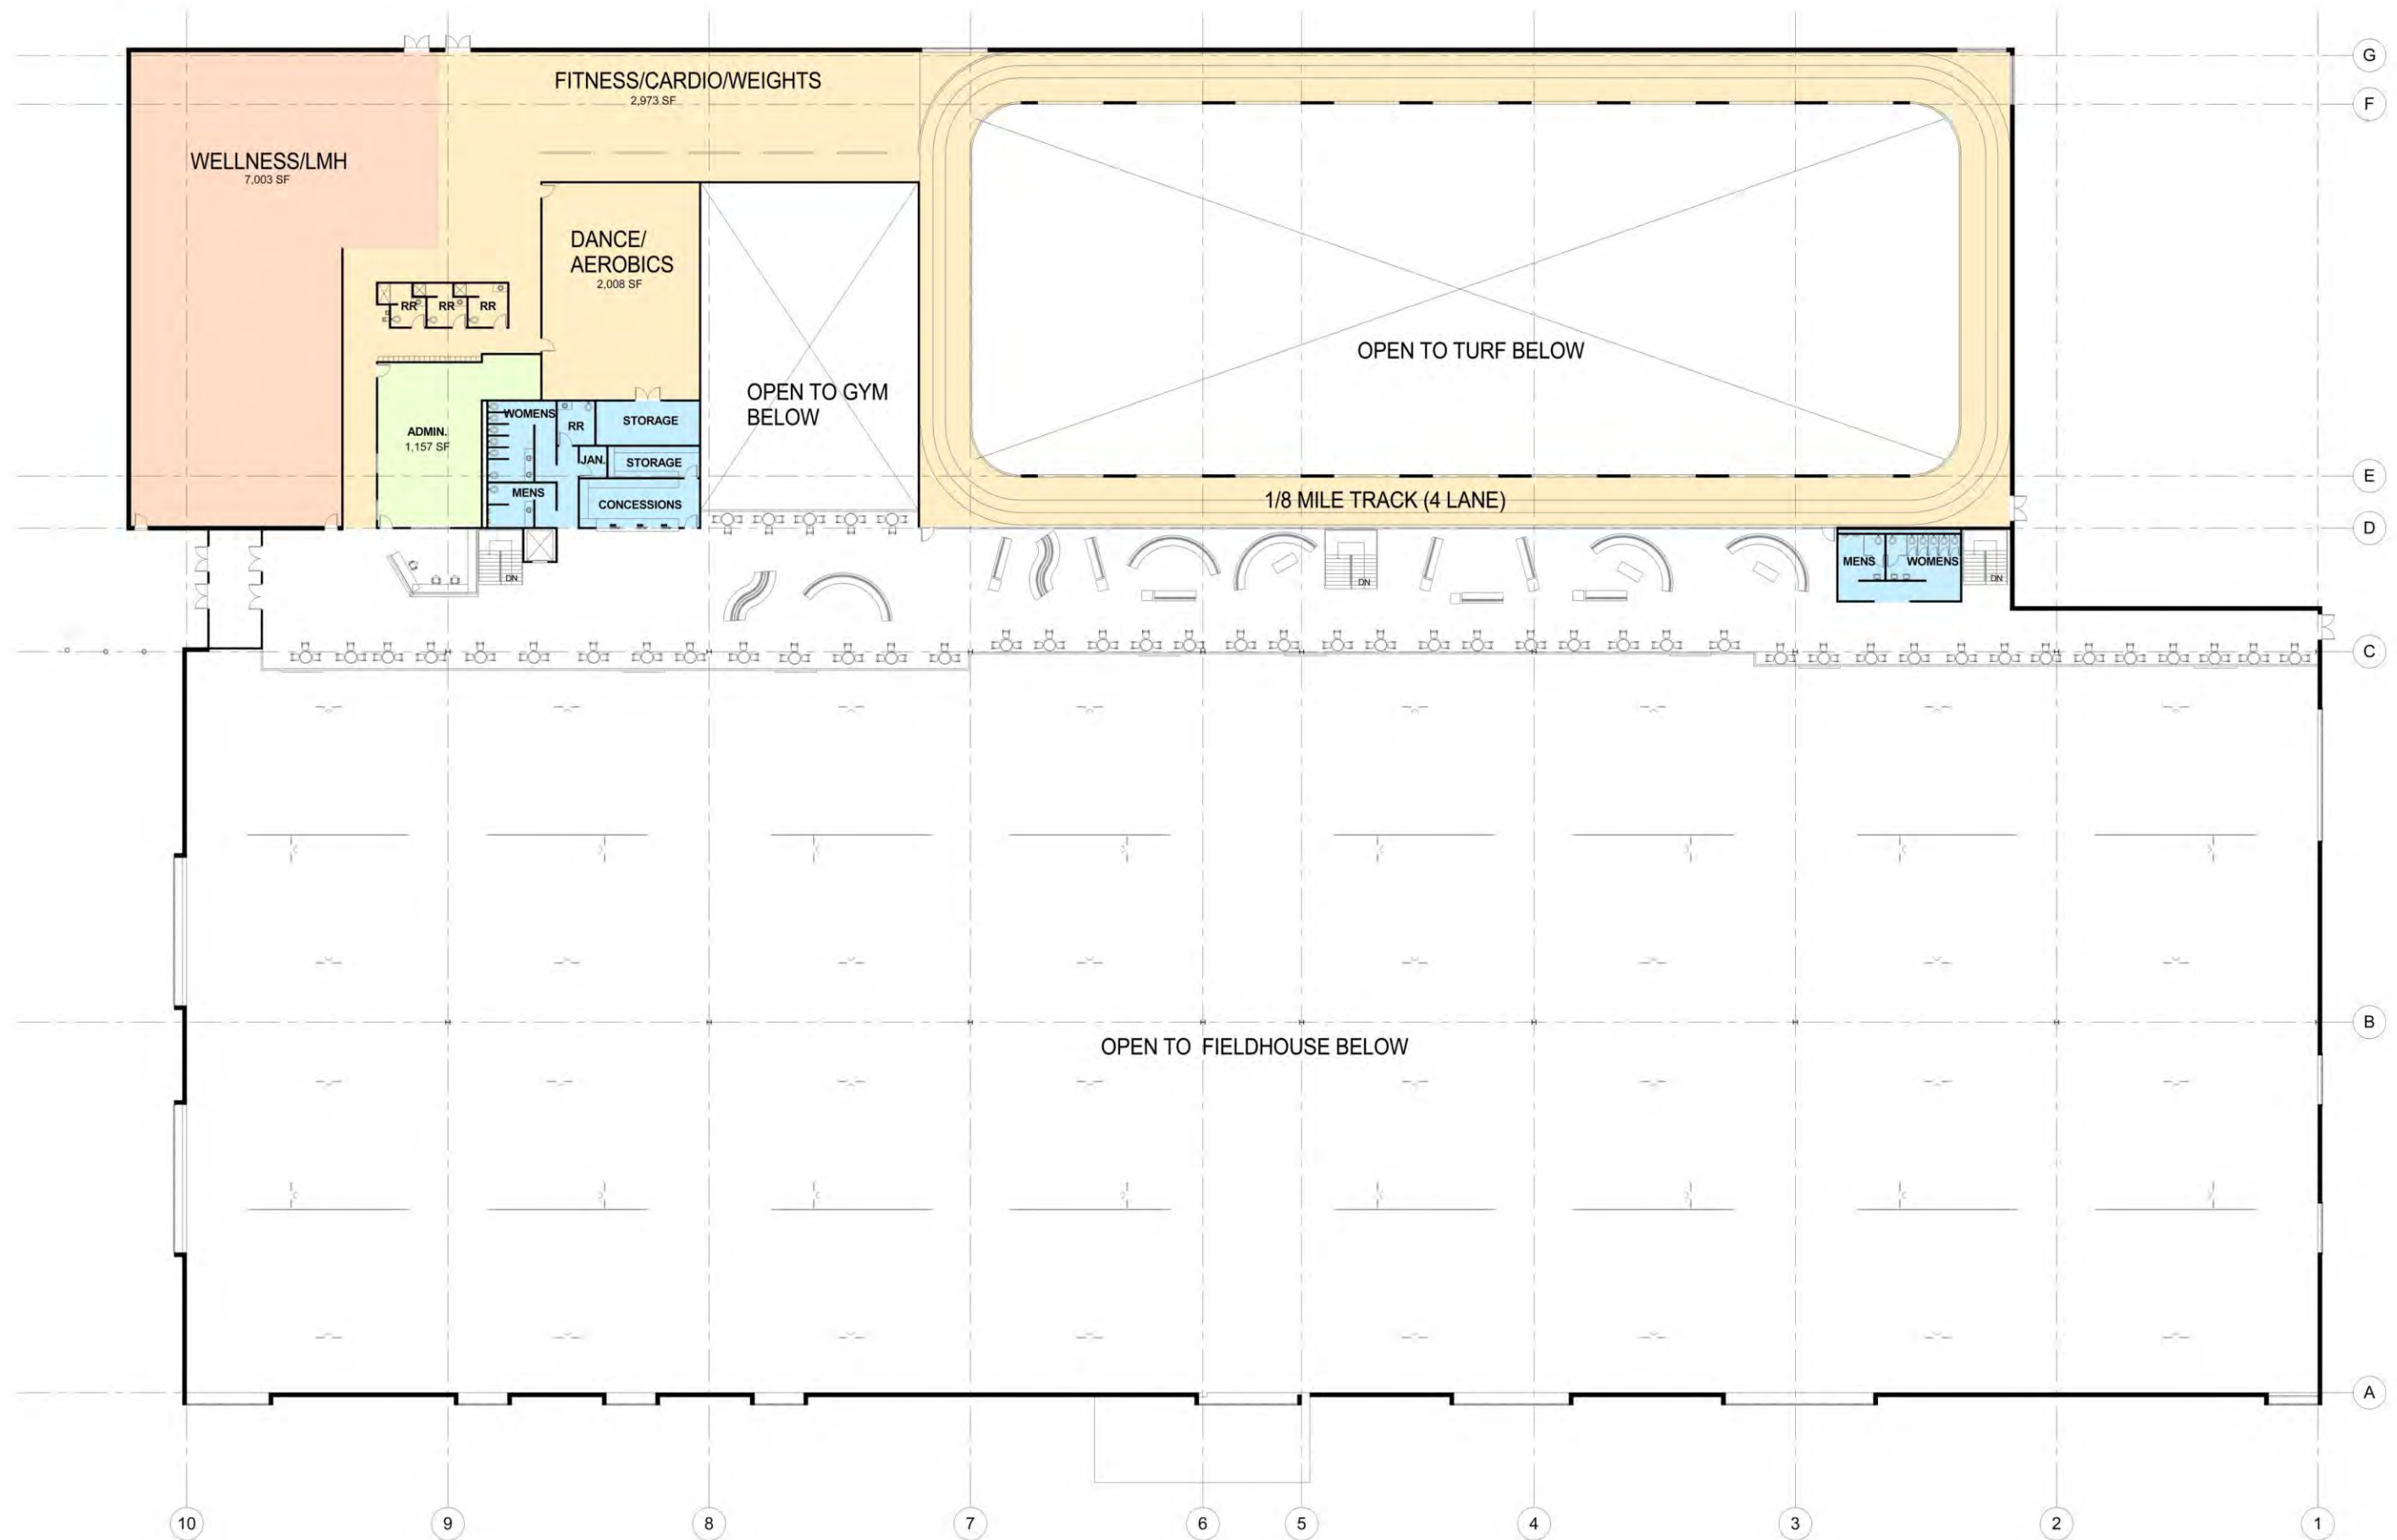 G
FITNESS/CARDIO/WEIGHTS
2,973 SF
F
WELLNESS/LMH
7,003 SF
DANCE/
AEROBICS
2,008 SF
RR
RR
RR
OPEN TO TURF BELOW
OPEN TO GYM
BELOW
WOMENS
RR
STORAGE
ADMIN.
1,157 SF
JAN.
STORAGE
E
MENS
CONCESSIONS
1/8 MILE TRACK (4 LANE)
D
MENS
WOMENS
DN
DN
DN
C
B
OPEN TO FIELDHOUSE BELOW
A
10
9
8
7
6
5
4
3
2
1